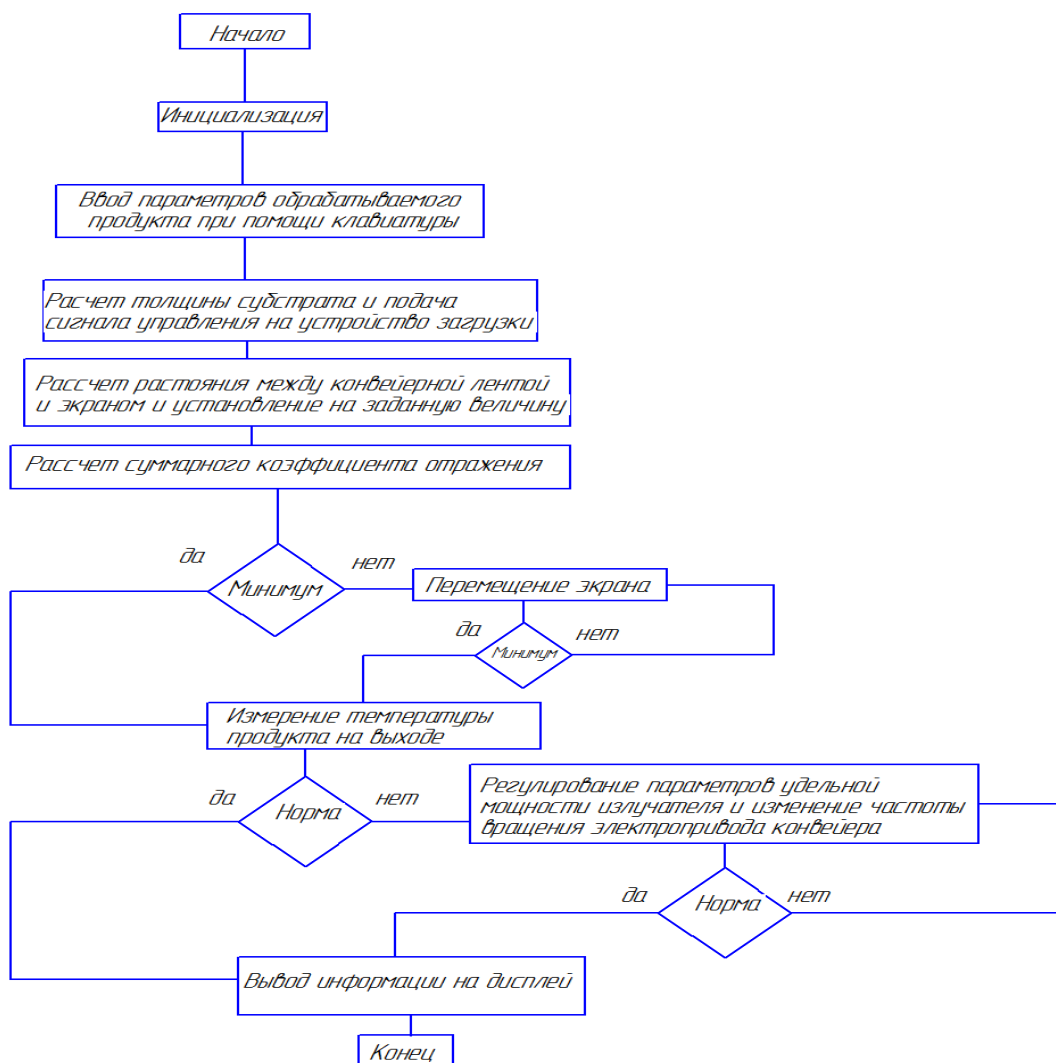 Начало
Инициализация
Ввод параметров обрабатываемого
продукта при помощи клавиатуры
Расчет толщины субстрата и подача
сигнала управления на устройство загрузки
Рассчет растояния между конвейерной лентой
и экраном и установление на заданную величину
Рассчет суммарного коэффициента отражения
да
нет
Минимум
Перемещение экрана
да
нет
Минимум
Измерение температуры
продукта на выходе
да
Норма
нет
Регулирование параметров удельной
мощности излучателя и изменение частоты
вращения электропривода конвейера
да
Норма
нет
Вывод информации на дисплей
Конец